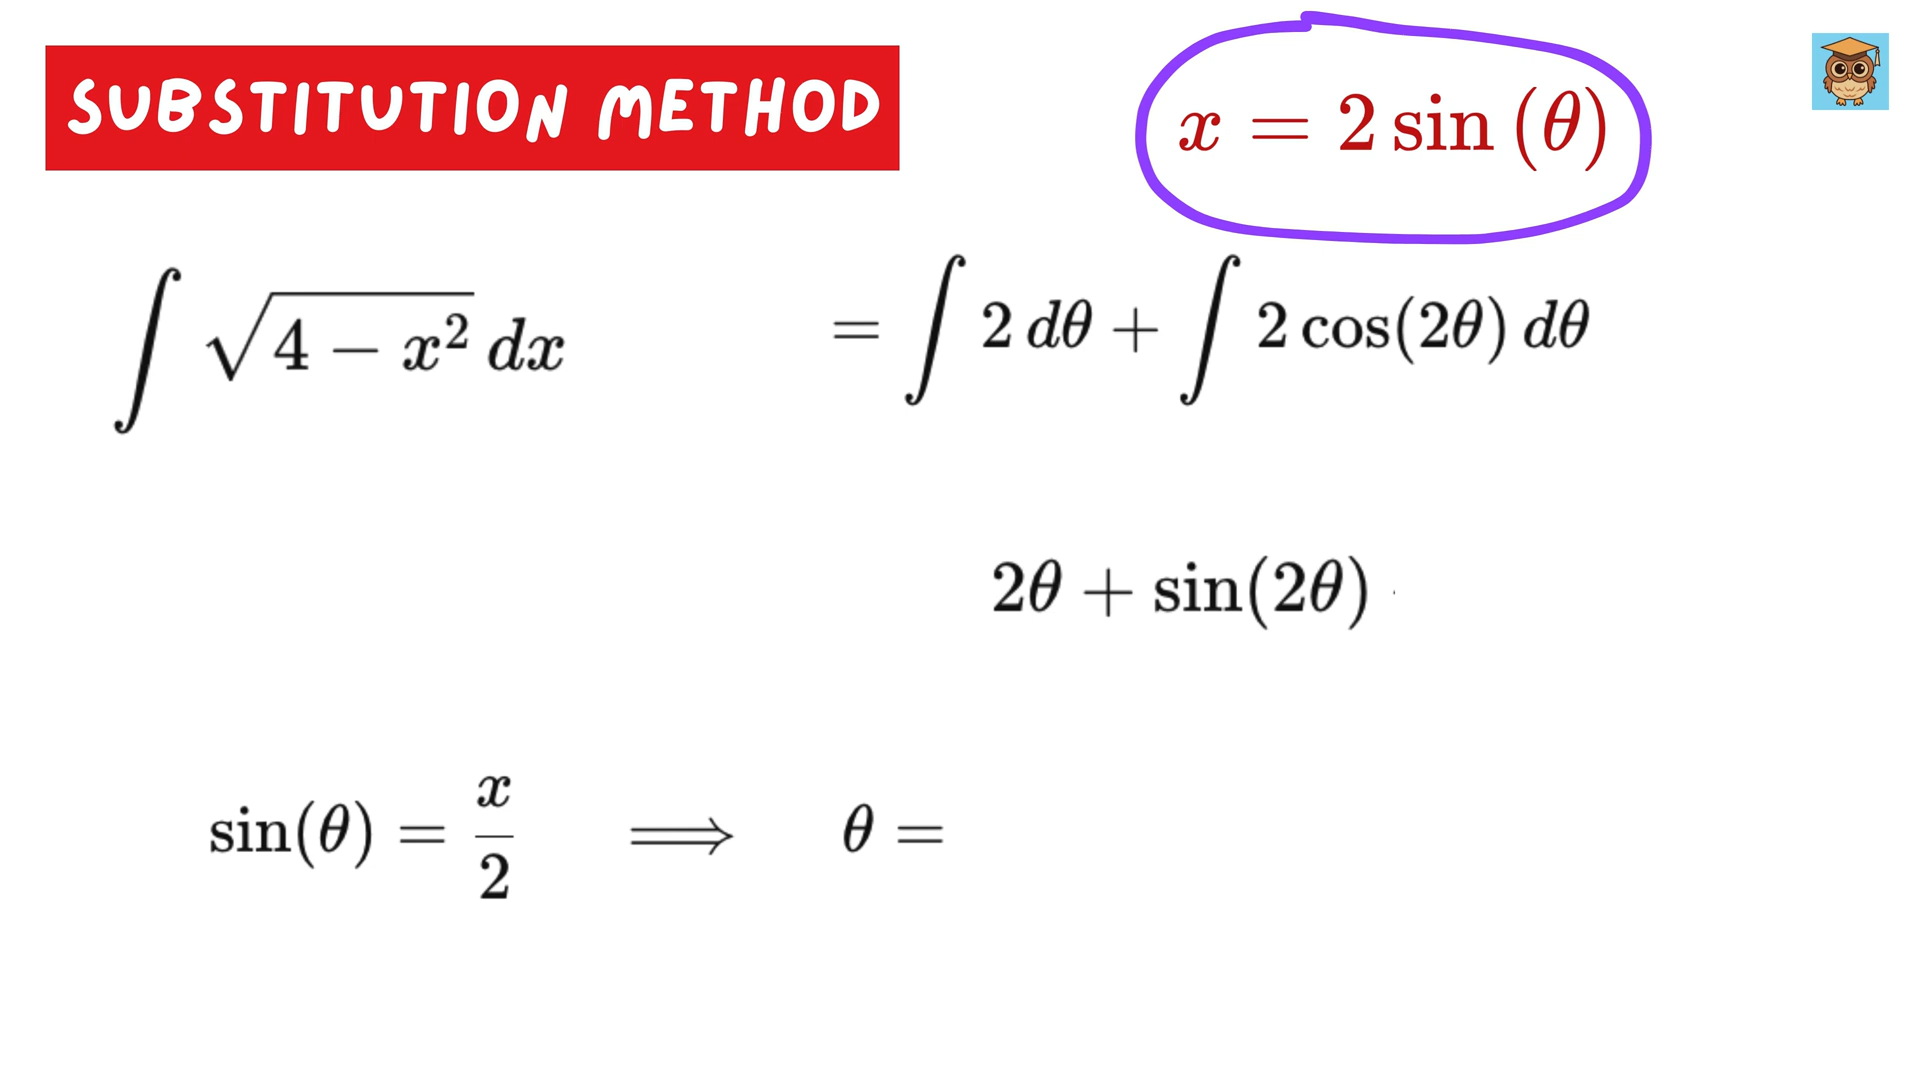 SUBSTITUTION METHOD
x = 2 sin (θ)
∫ √(4 − x²) dx
= ∫ 2 dθ + ∫ 2 cos(2θ) dθ
2θ + sin(2θ)
sin(θ) = x/2 ⟹ θ =